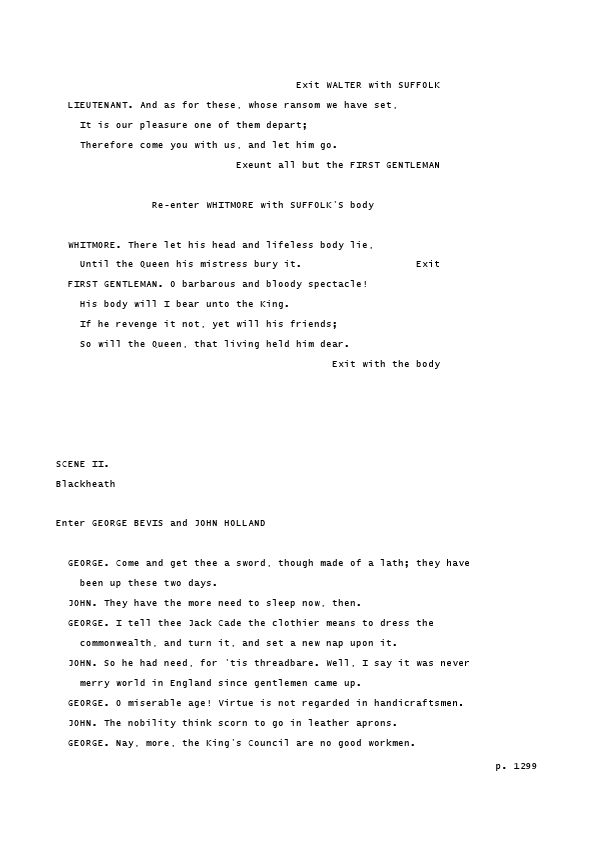 Exit WALTER with SUFFOLK
LIEUTENANT. And as for these, whose ransom we have set,
It is our pleasure one of them depart;
Therefore come you with us, and let him go.
Exeunt all but the FIRST GENTLEMAN
Re-enter WHITMORE with SUFFOLK'S body
WHITMORE. There let his head and lifeless body lie,
Until the Queen his mistress bury it. Exit
FIRST GENTLEMAN. O barbarous and bloody spectacle!
His body will I bear unto the King.
If he revenge it not, yet will his friends;
So will the Queen, that living held him dear.
Exit with the body
SCENE II.
Blackheath
Enter GEORGE BEVIS and JOHN HOLLAND
GEORGE. Come and get thee a sword, though made of a lath; they have
been up these two days.
JOHN. They have the more need to sleep now, then.
GEORGE. I tell thee Jack Cade the clothier means to dress the
commonwealth, and turn it, and set a new nap upon it.
JOHN. So he had need, for 'tis threadbare. Well, I say it was never
merry world in England since gentlemen came up.
GEORGE. O miserable age! Virtue is not regarded in handicraftsmen.
JOHN. The nobility think scorn to go in leather aprons.
GEORGE. Nay, more, the King's Council are no good workmen.
p. 1299